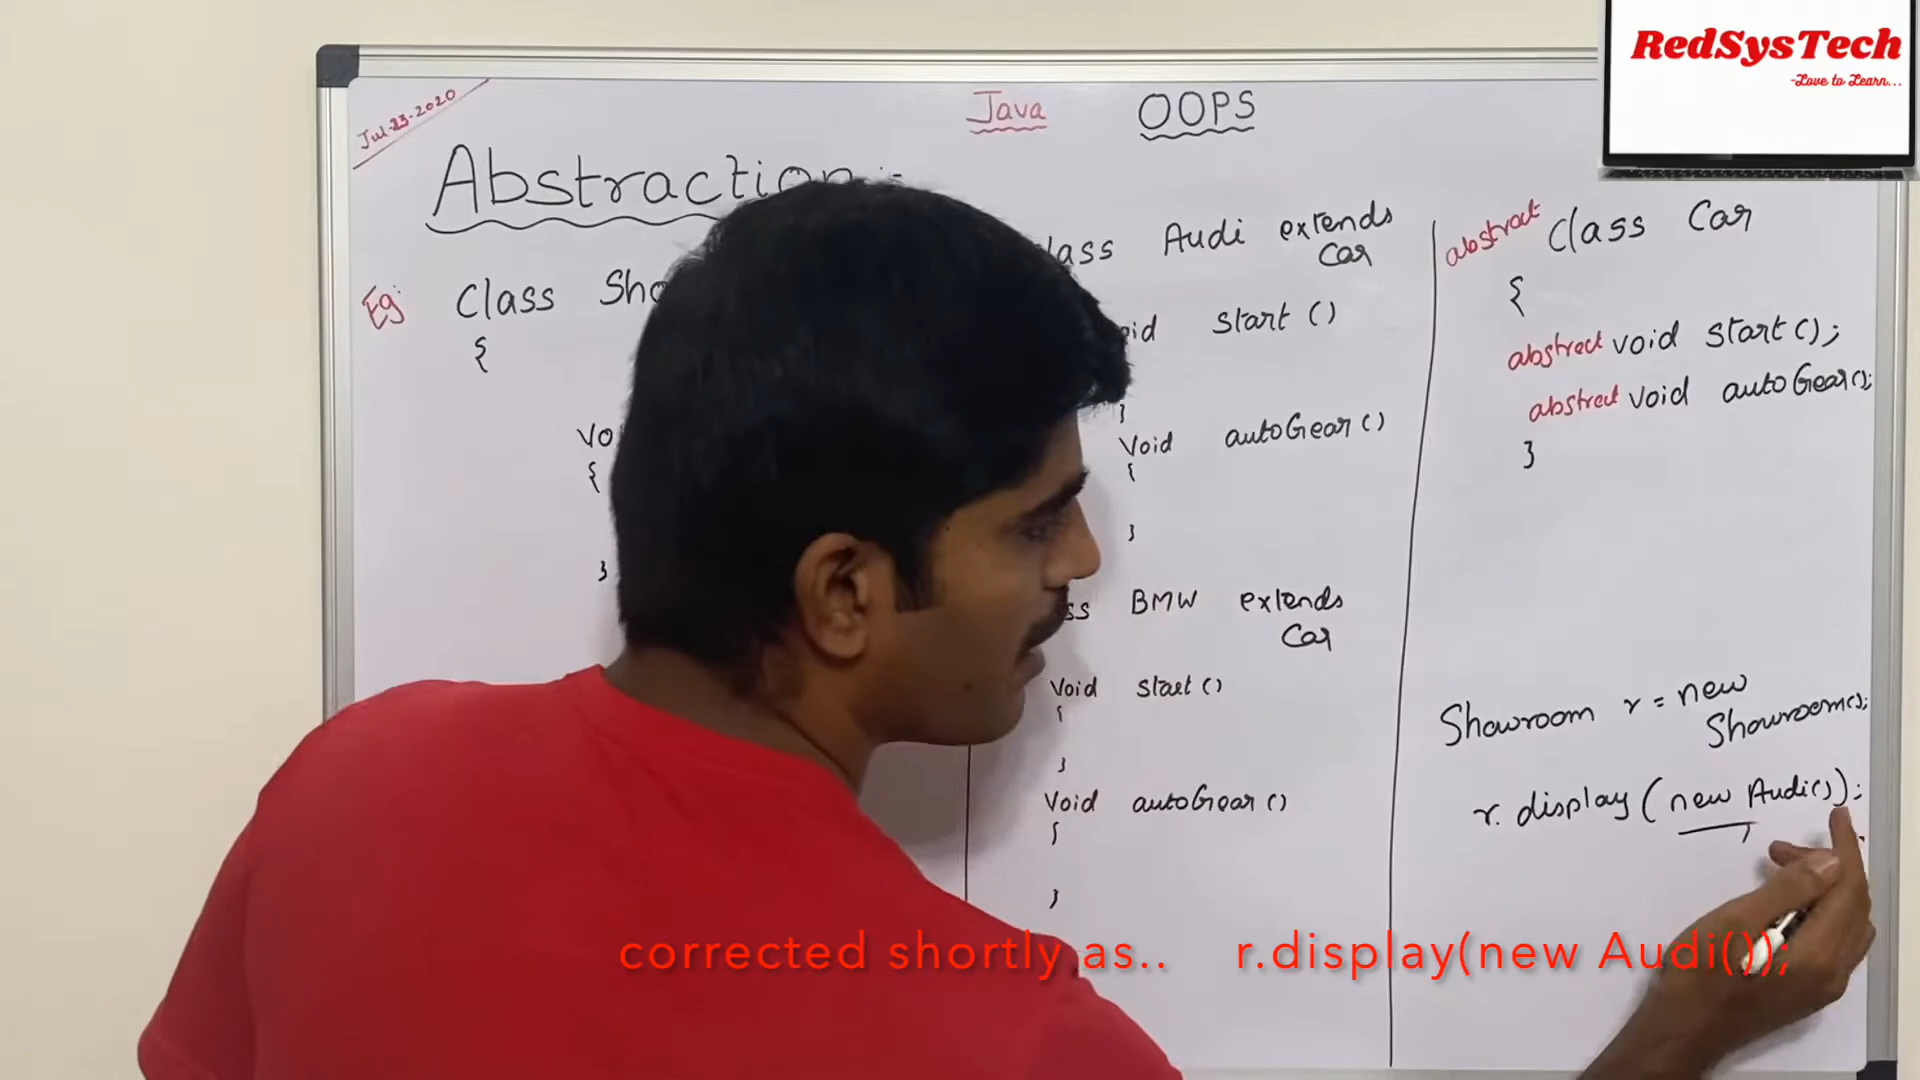 RedSysTech
-Love to Learn...
Jul-23-2020
Java OOPS
Abstraction :-
Eg: Class
{
{
}
Audi extends
Car
start ()
}
Void autoGear ()
{
}
BMW extends
Car
Void start ()
{
}
Void autoGear ()
{
}
abstract Class Car
{
abstract void start();
abstract void autoGear();
}
Showroom r = new
Showroom();
r. display (new Audi());
corrected shortly as.. r.display(new Audi());